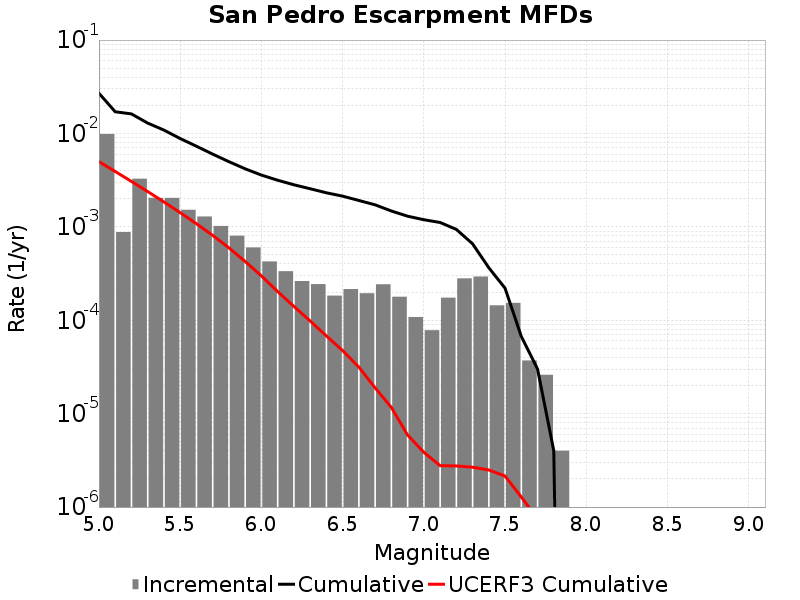 San Pedro Escarpment MFDs
10-1
10-2
10-3
10-4
10-5
10-6
Rate (1/yr)
5.0 5.5 6.0 6.5 7.0 7.5 8.0 8.5 9.0
Magnitude
Incremental Cumulative UCERF3 Cumulative